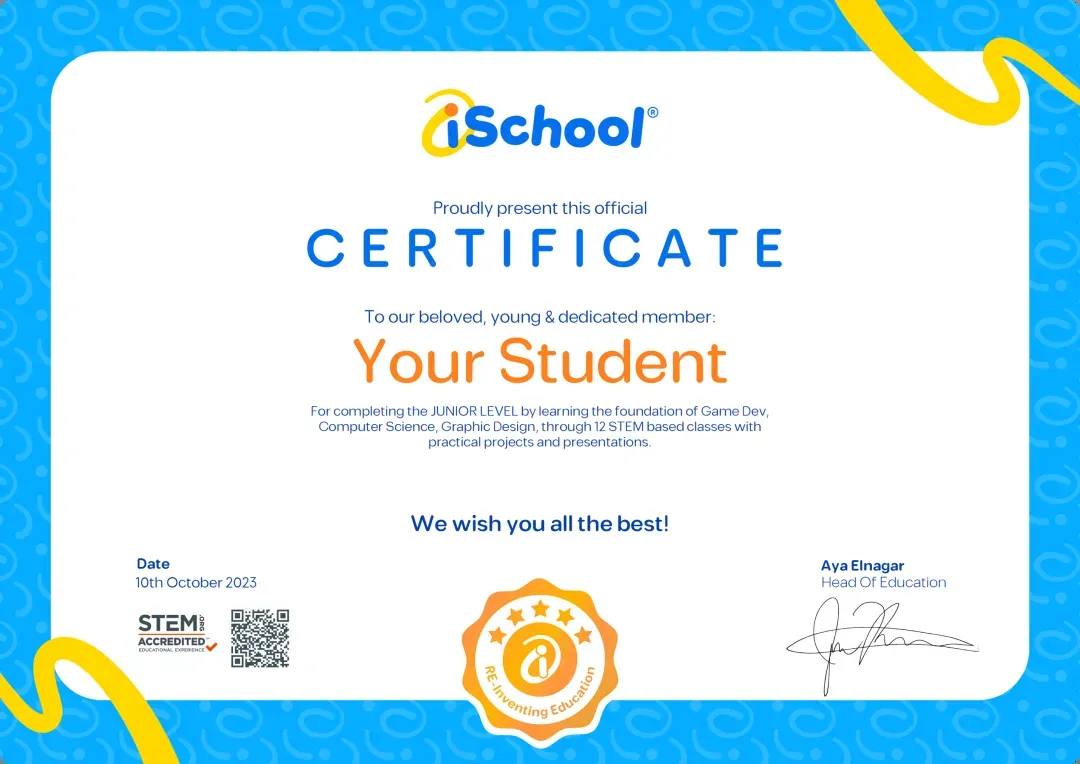 iSchool®
Proudly present this official
CERTIFICATE
To our beloved, young & dedicated member:
Your Student
For completing the JUNIOR LEVEL by learning the foundation of Game Dev,
Computer Science, Graphic Design, through 12 STEM based classes with
practical projects and presentations.
We wish you all the best!
Date
10th October 2023
Aya Elnagar
Head Of Education
STEM.ORG
ACCREDITED™
EDUCATIONAL EXPERIENCE
i
RE-Inventing Education